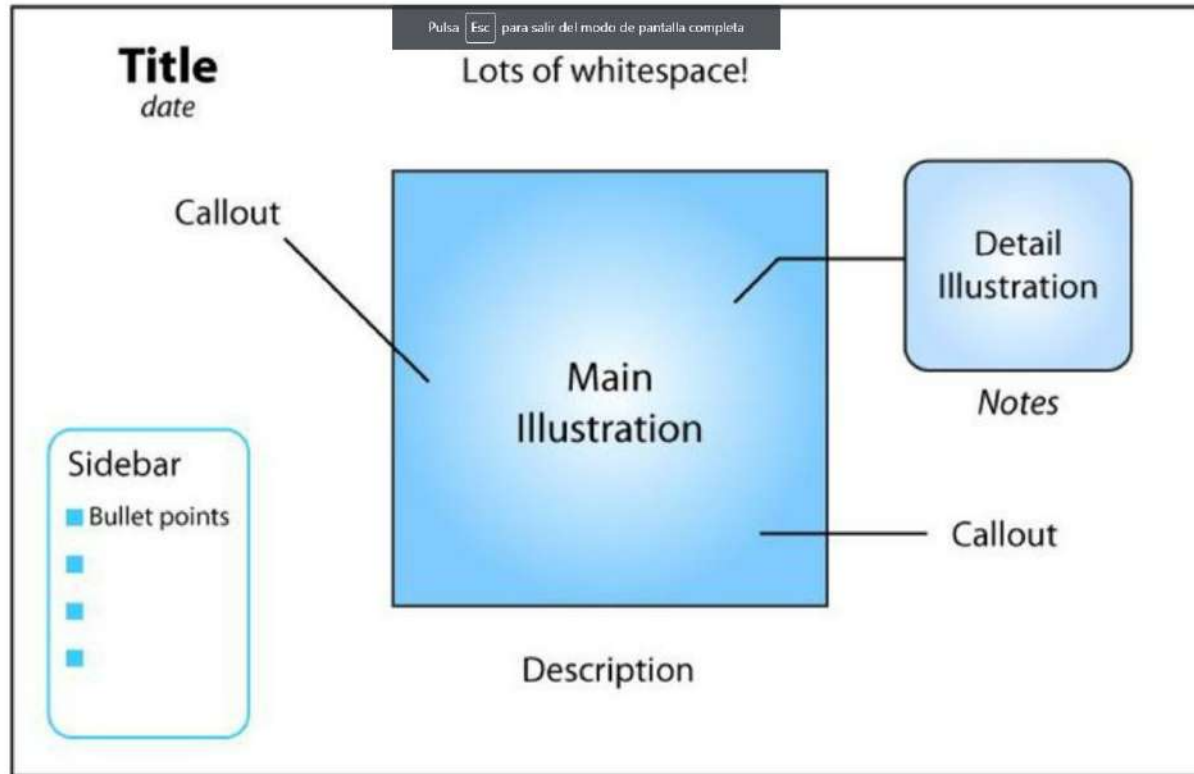 Pulsa Esc para salir del modo de pantalla completa
Title
date
Lots of whitespace!
Callout
Detail
Illustration
Notes
Main
Illustration
Sidebar
Bullet points
Callout
Description